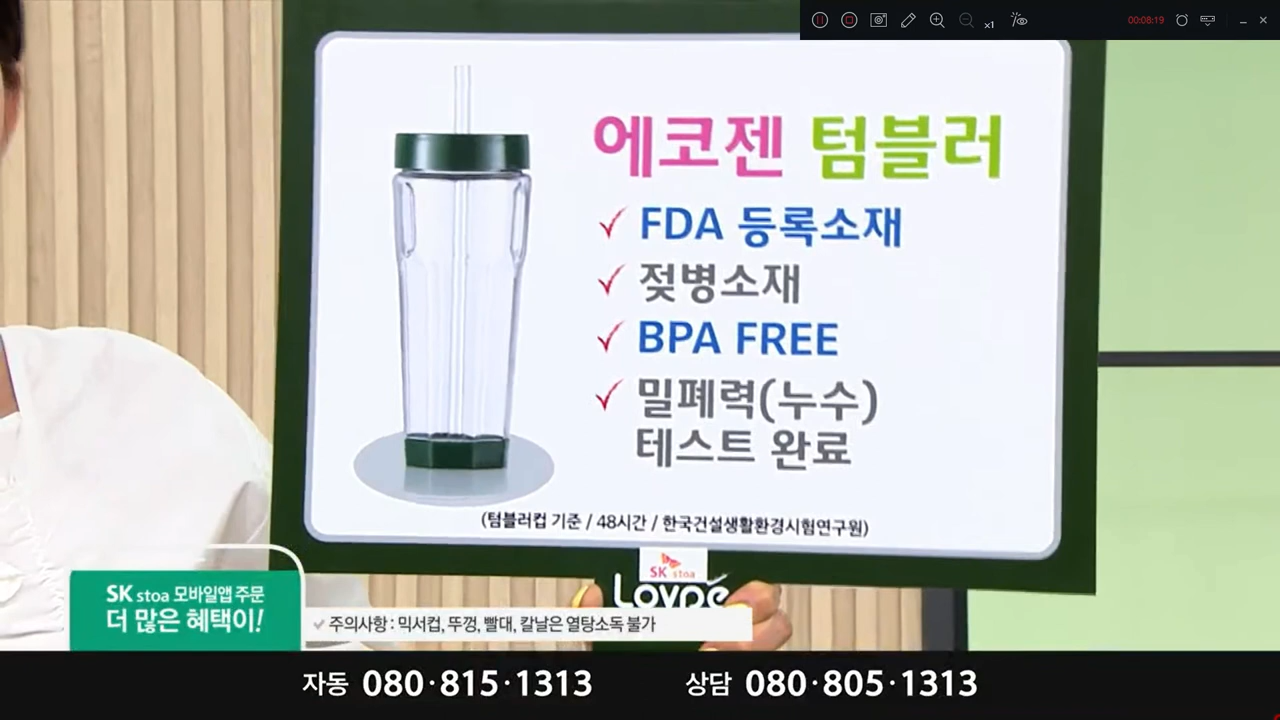 x1
00:08:19
에코젠 텀블러
FDA 등록소재
젖병소재
BPA FREE
밀폐력(누수)
테스트 완료
(텀블러컵 기준 / 48시간 / 한국건설생활환경시험연구원)
SK stoa
Lovpe
SK stoa 모바일앱 주문
더 많은 혜택이!
주의사항 : 믹서컵, 뚜껑, 빨대, 칼날은 열탕소독 불가
자동 080·815·1313
상담 080·805·1313